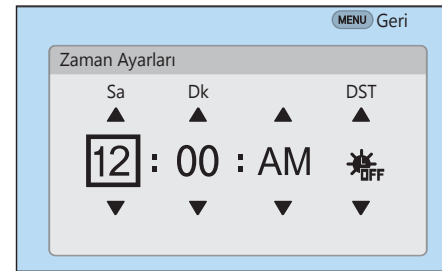 MENU Geri
Zaman Ayarları
Sa Dk DST
12 : 00 : AM OFF